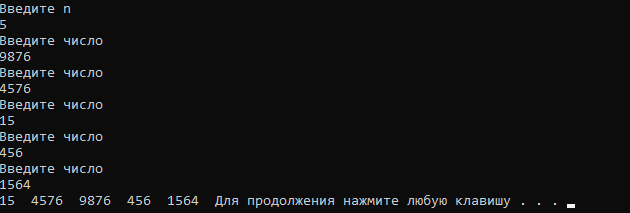 Введите n
5
Введите число
9876
Введите число
4576
Введите число
15
Введите число
456
Введите число
1564
15  4576  9876  456  1564  Для продолжения нажмите любую клавишу . . .